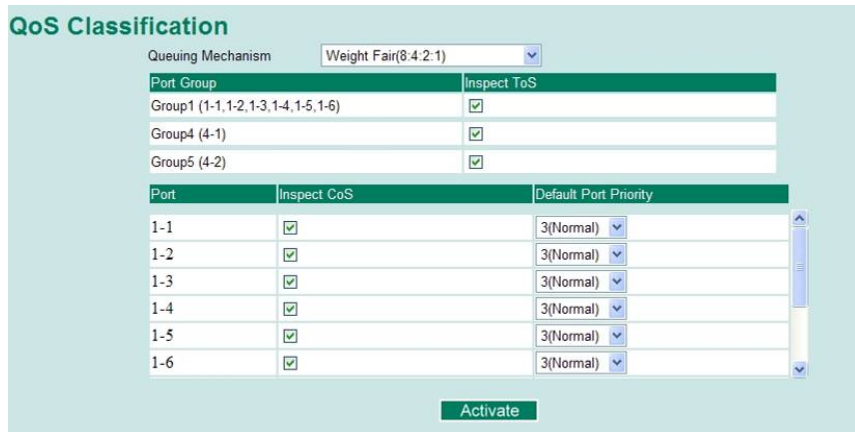 QoS Classification
Queuing Mechanism Weight Fair(8:4:2:1)
Port Group Inspect ToS
Group1 (1-1,1-2,1-3,1-4,1-5,1-6)
Group4 (4-1)
Group5 (4-2)
Port Inspect CoS Default Port Priority
1-1 3(Normal)
1-2 3(Normal)
1-3 3(Normal)
1-4 3(Normal)
1-5 3(Normal)
1-6 3(Normal)
Activate